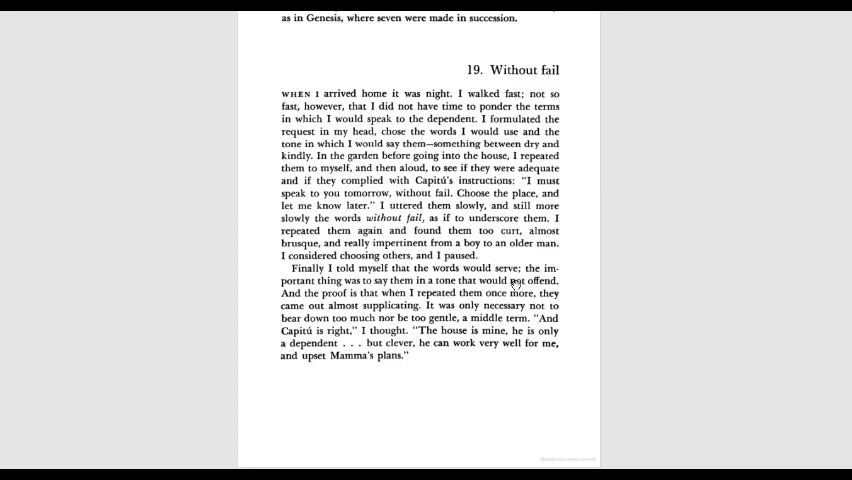 as in Genesis, where seven were made in succession.
19. Without fail
WHEN I arrived home it was night. I walked fast; not so
fast, however, that I did not have time to ponder the terms
in which I would speak to the dependent. I formulated the
request in my head, chose the words I would use and the
tone in which I would say them—something between dry and
kindly. In the garden before going into the house, I repeated
them to myself, and then aloud, to see if they were adequate
and if they complied with Capitú's instructions: "I must
speak to you tomorrow, without fail. Choose the place, and
let me know later." I uttered them slowly, and still more
slowly the words without fail, as if to underscore them. I
repeated them again and found them too curt, almost
brusque, and really impertinent from a boy to an older man.
I considered choosing others, and I paused.
Finally I told myself that the words would serve; the im-
portant thing was to say them in a tone that would not offend.
And the proof is that when I repeated them once more, they
came out almost supplicating. It was only necessary not to
bear down too much nor be too gentle, a middle term. "And
Capitú is right," I thought. "The house is mine, he is only
a dependent . . . but clever, he can work very well for me,
and upset Mamma's plans."